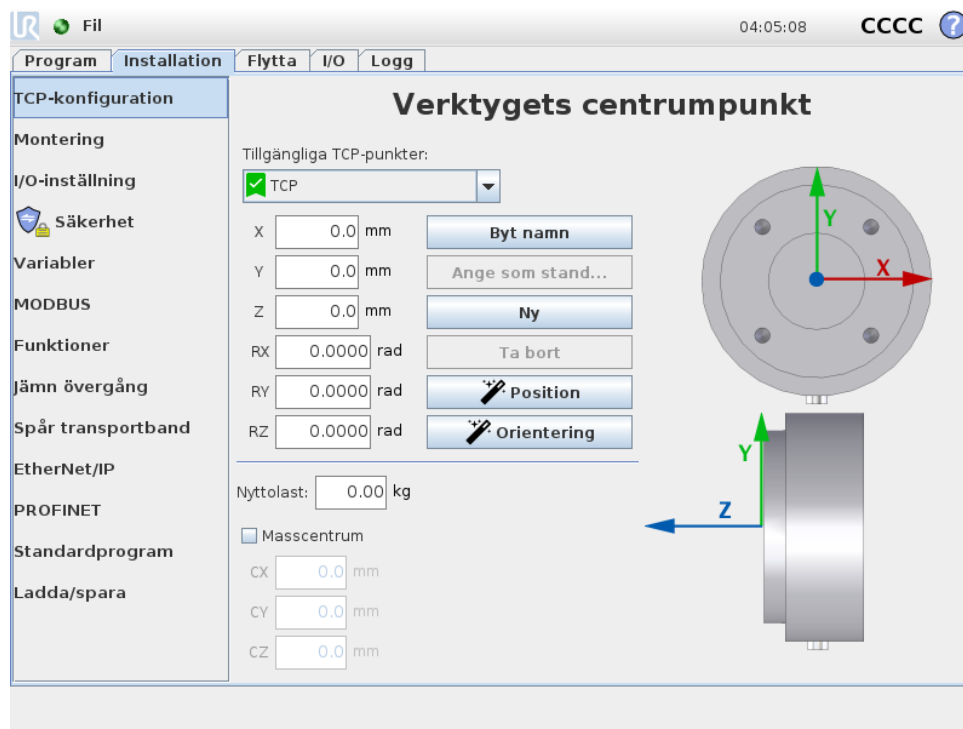 UR Fil 04:05:08 CCCC ?
Program Installation Flytta I/O Logg
TCP-konfiguration
Montering
I/O-inställning
Säkerhet
Variabler
MODBUS
Funktioner
Jämn övergång
Spår transportband
EtherNet/IP
PROFINET
Standardprogram
Ladda/spara
Verktygets centrumpunkt
Tillgängliga TCP-punkter:
TCP
X 0.0 mm Byt namn
Y 0.0 mm Ange som stand...
Z 0.0 mm Ny
RX 0.0000 rad Ta bort
RY 0.0000 rad Position
RZ 0.0000 rad Orientering
Nyttolast: 0.00 kg
Masscentrum
CX 0.0 mm
CY 0.0 mm
CZ 0.0 mm
Y
X
Y
Z